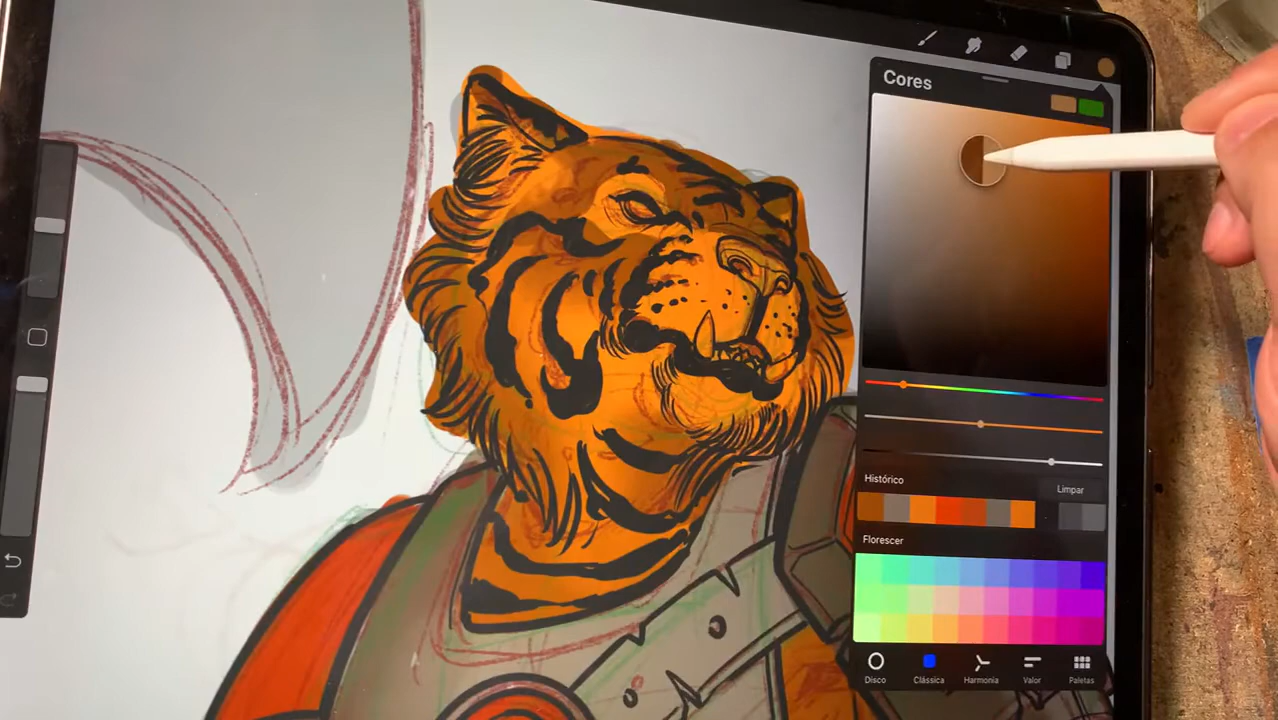 Cores
Histórico
Limpar
Florescer
Disco
Clássica
Harmonia
Valor
Paletas